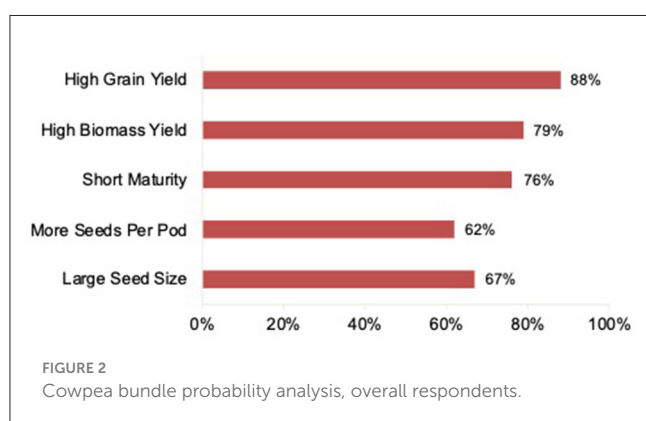 High Grain Yield 88%
High Biomass Yield 79%
Short Maturity 76%
More Seeds Per Pod 62%
Large Seed Size 67%
0% 20% 40% 60% 80% 100%
FIGURE 2
Cowpea bundle probability analysis, overall respondents.